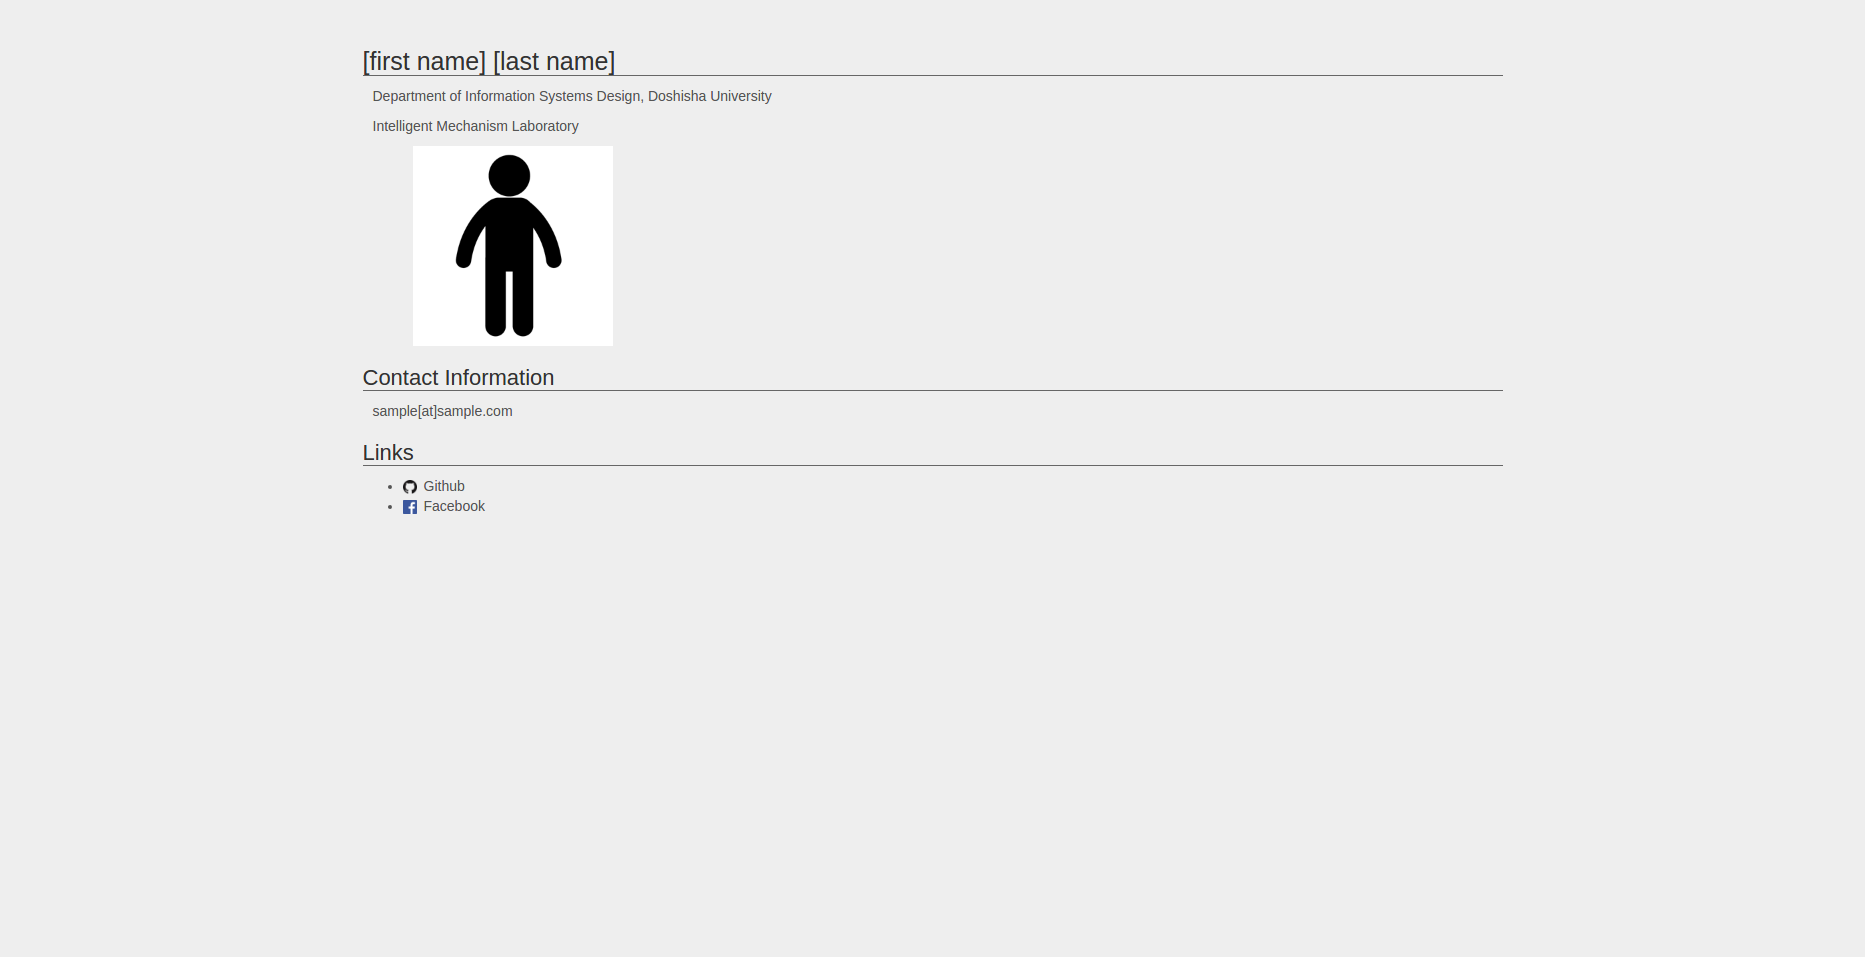 [first name] [last name]
Department of Information Systems Design, Doshisha University
Intelligent Mechanism Laboratory
Contact Information
sample[at]sample.com
Links
Github
Facebook